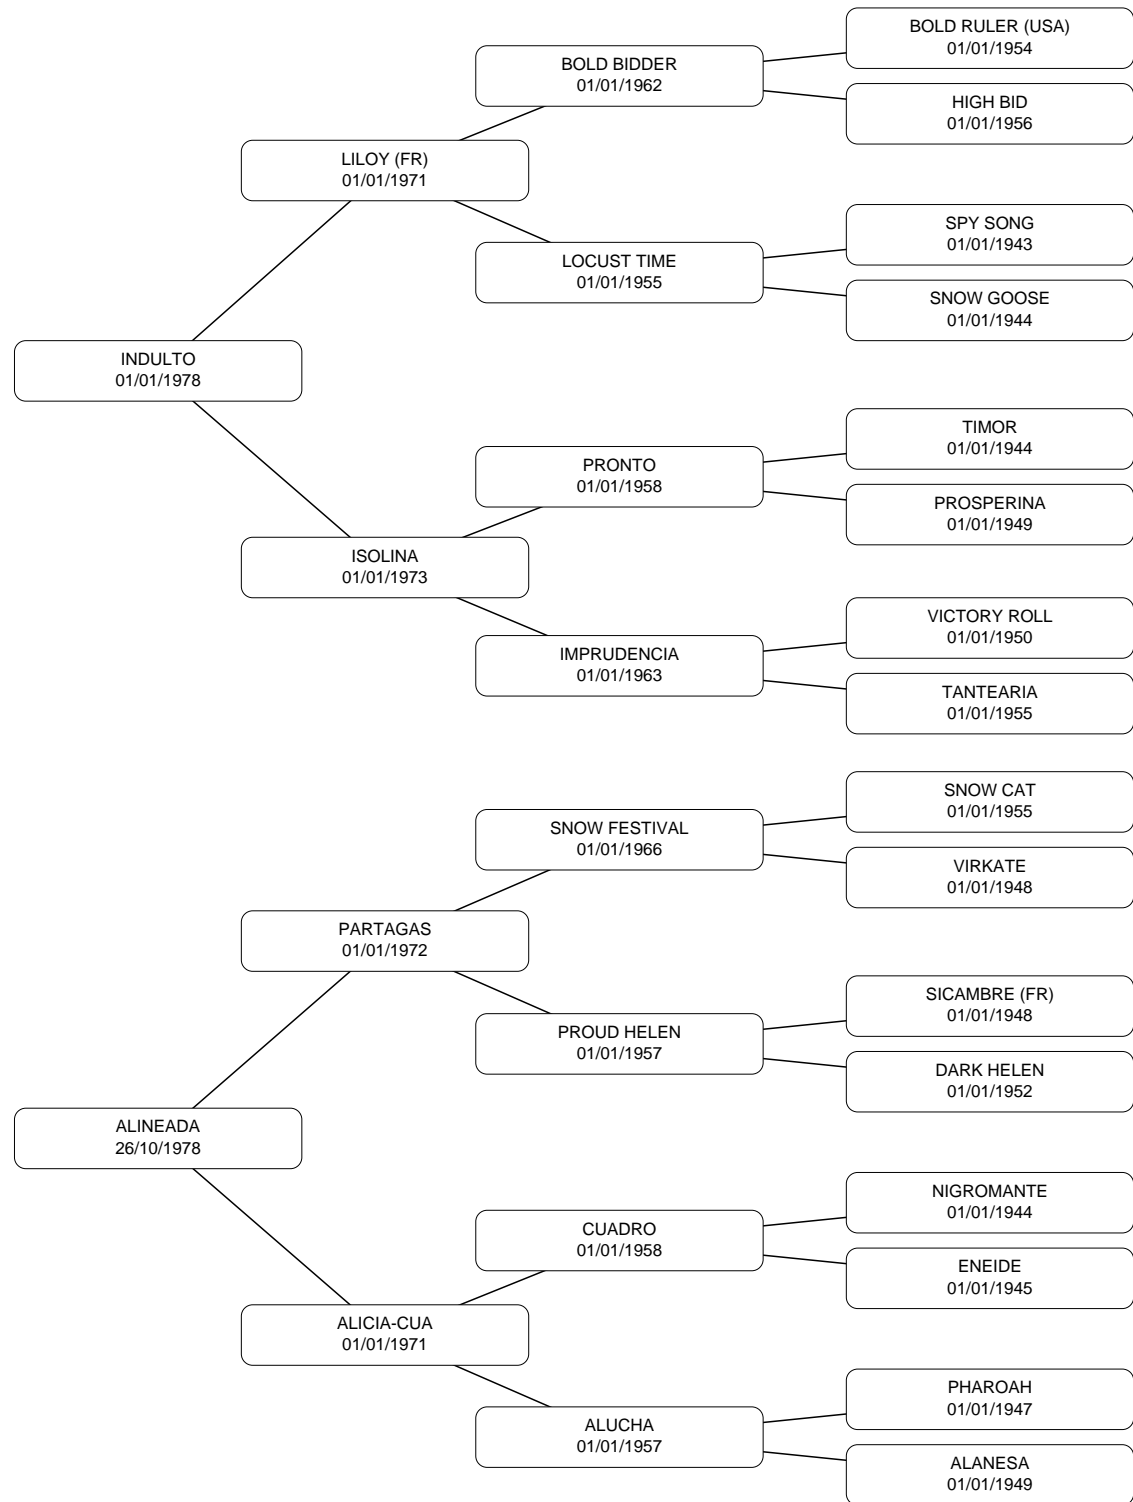 BOLD RULER (USA)
01/01/1954
BOLD BIDDER
01/01/1962
HIGH BID
01/01/1956
LILOY (FR)
01/01/1971
SPY SONG
01/01/1943
LOCUST TIME
01/01/1955
SNOW GOOSE
01/01/1944
INDULTO
01/01/1978
TIMOR
01/01/1944
PRONTO
01/01/1958
PROSPERINA
01/01/1949
ISOLINA
01/01/1973
VICTORY ROLL
01/01/1950
IMPRUDENCIA
01/01/1963
TANTEARIA
01/01/1955
SNOW CAT
01/01/1955
SNOW FESTIVAL
01/01/1966
VIRKATE
01/01/1948
PARTAGAS
01/01/1972
SICAMBRE (FR)
01/01/1948
PROUD HELEN
01/01/1957
DARK HELEN
01/01/1952
ALINEADA
26/10/1978
NIGROMANTE
01/01/1944
CUADRO
01/01/1958
ENEIDE
01/01/1945
ALICIA-CUA
01/01/1971
PHAROAH
01/01/1947
ALUCHA
01/01/1957
ALANESA
01/01/1949